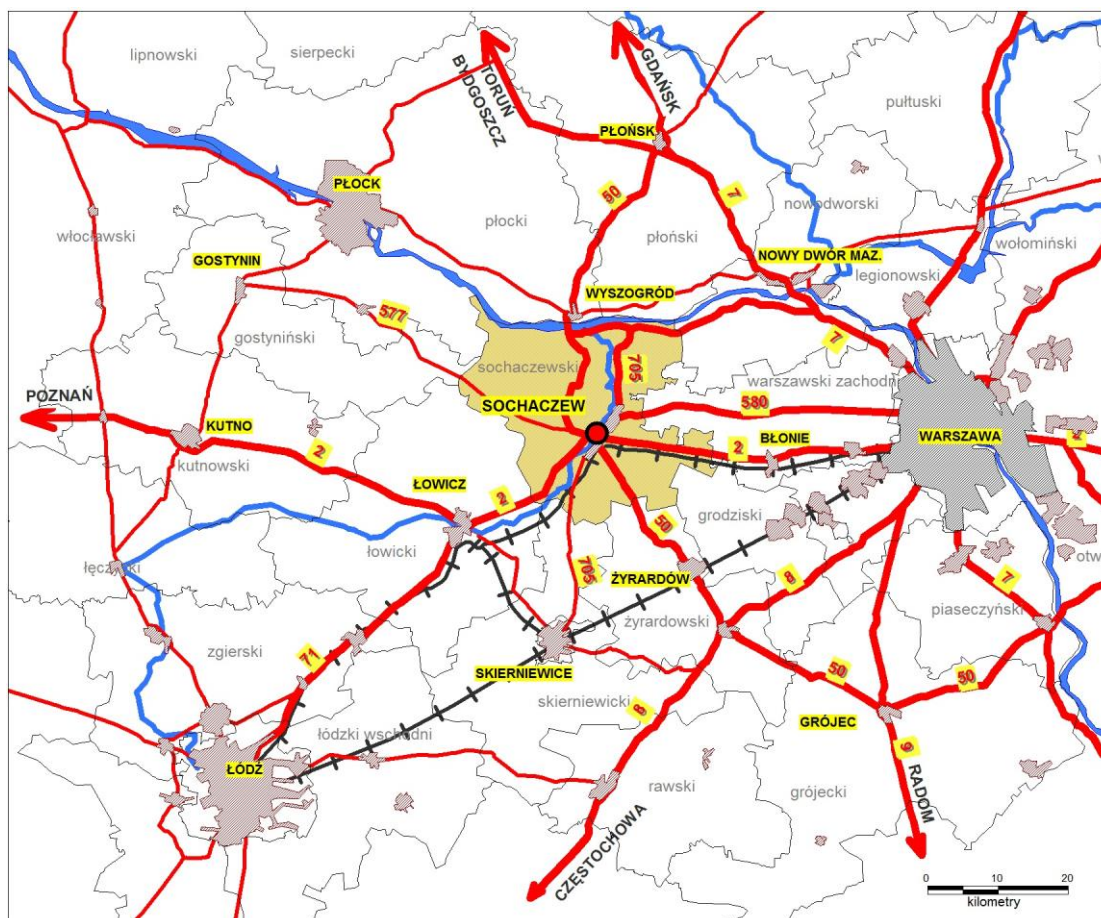 sierpecki
lipnowski
TORUŃ
BYDGOSZCZ
GDAŃSK
pułtuski
PŁOŃSK
PŁOCK
50
7
nowodworski
płocki
włocławski
płoński
wołomiński
GOSTYNIN
NOWY DWÓR MAZ.
legionowski
WYSZOGRÓD
577
gostyniński
7
sochaczewski
705
warszawski zachodni
POZNAŃ
SOCHACZEW
580
KUTNO
2
BŁONIE
WARSZAWA
2
kutnowski
2
ŁOWICZ
2
grodziski
50
łowicki
łęczycki
705
ŻYRARDÓW
8
7
piaseczyński
żyrardowski
zgierski
71
SKIERNIEWICE
50
50
skierniewicki
8
GRÓJEC
łódzki wschodni
9
ŁÓDŹ
RADOM
rawski
grójecki
CZĘSTOCHOWA
0 10 20
kilometry